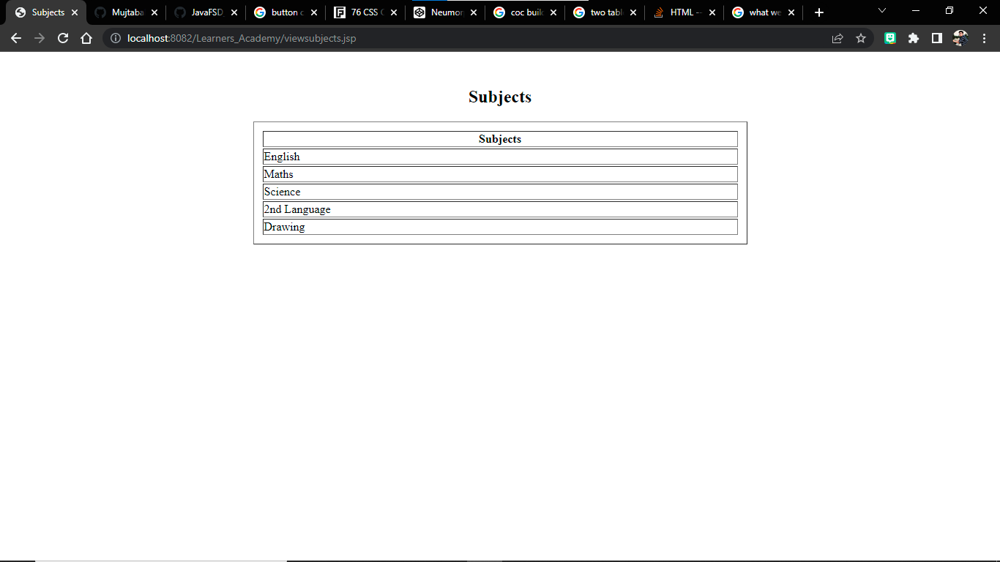 Subjects
Mujtaba
JavaFSD
button c
76 CSS
Neumor
coc buil
two tabl
HTML --
what we
localhost:8082/Learners_Academy/viewsubjects.jsp
Subjects
Subjects
English
Maths
Science
2nd Language
Drawing